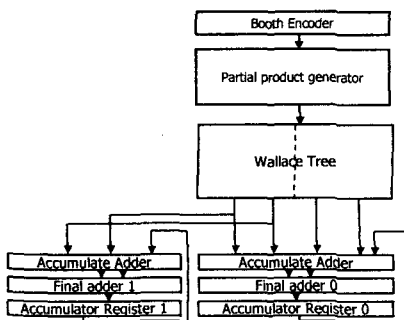 Booth Encoder
Partial product generator
Wallace Tree
Accumulate Adder
Accumulate Adder
Final adder 1
Final adder 0
Accumulator Register 1
Accumulator Register 0